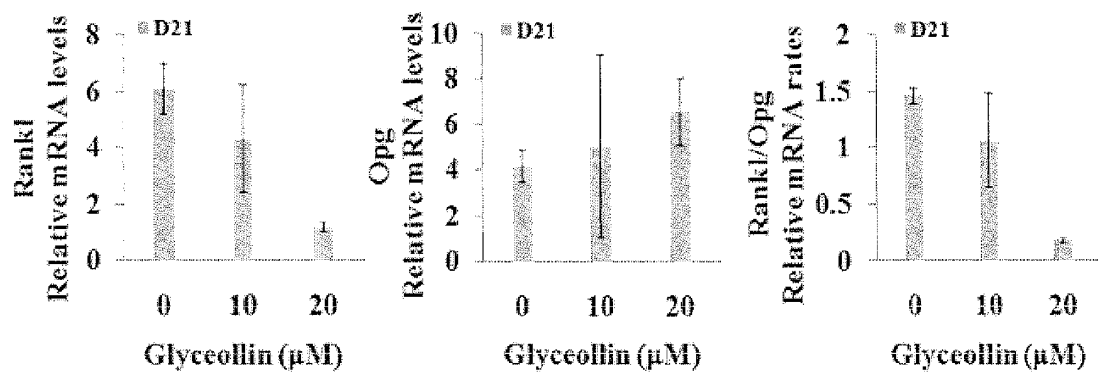 Rankl
Relative mRNA levels
8
6
4
2
0
D21
0 10 20
Glyceollin (µM)
Opg
Relative mRNA levels
10
8
6
4
2
0
D21
0 10 20
Glyceollin (µM)
Rankl/Opg
Relative mRNA rates
2
1.5
1
0.5
0
D21
0 10 20
Glyceollin (µM)